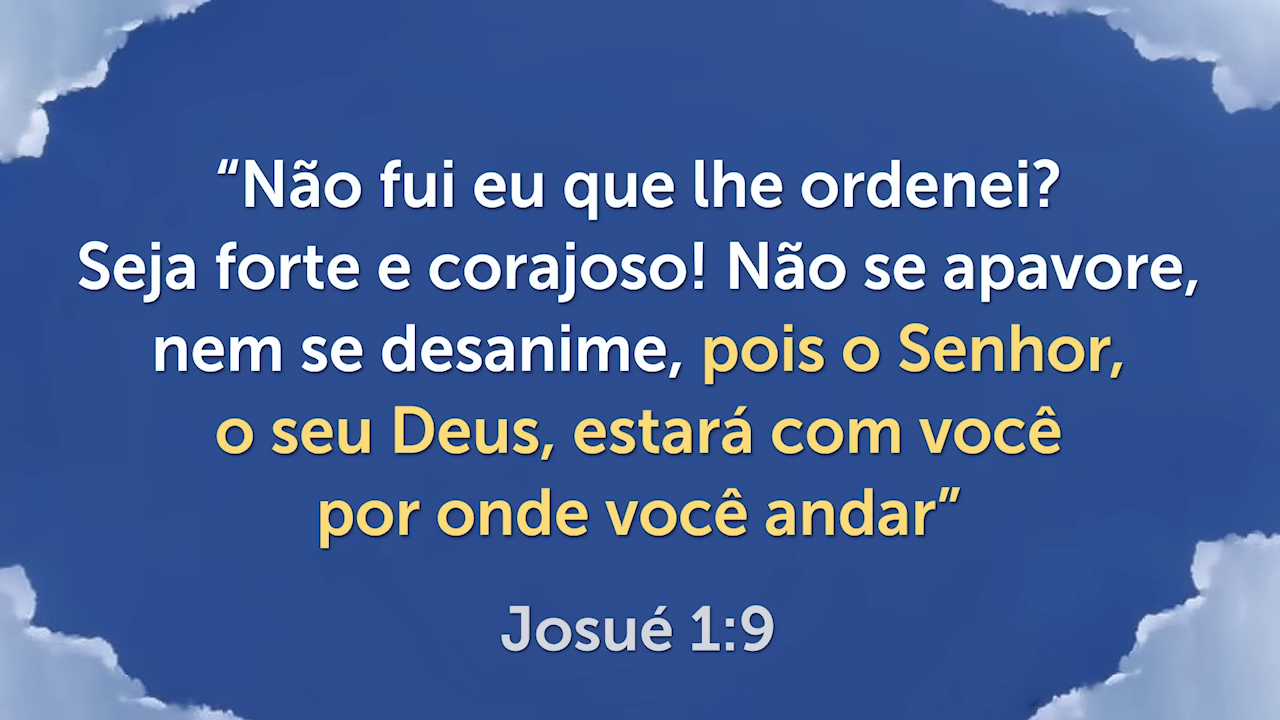 “Não fui eu que lhe ordenei?
Seja forte e corajoso! Não se apavore,
nem se desanime, pois o Senhor,
o seu Deus, estará com você
por onde você andar”
Josué 1:9